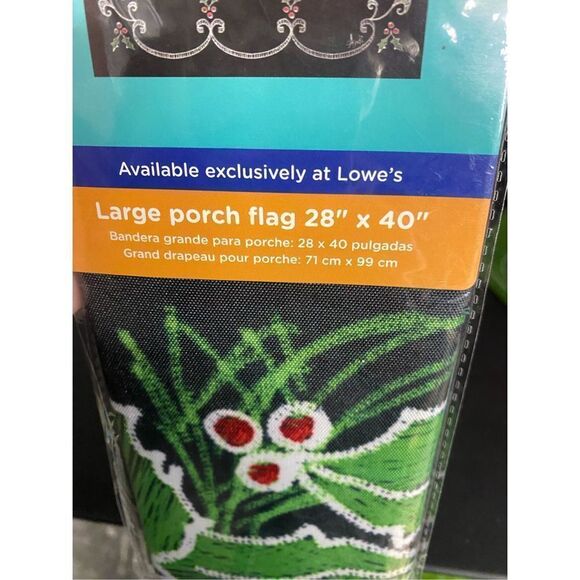 Available exclusively at Lowe's
Large porch flag 28" x 40"
Bandera grande para porche: 28 x 40 pulgadas
Grand drapeau pour porche: 71 cm x 99 cm